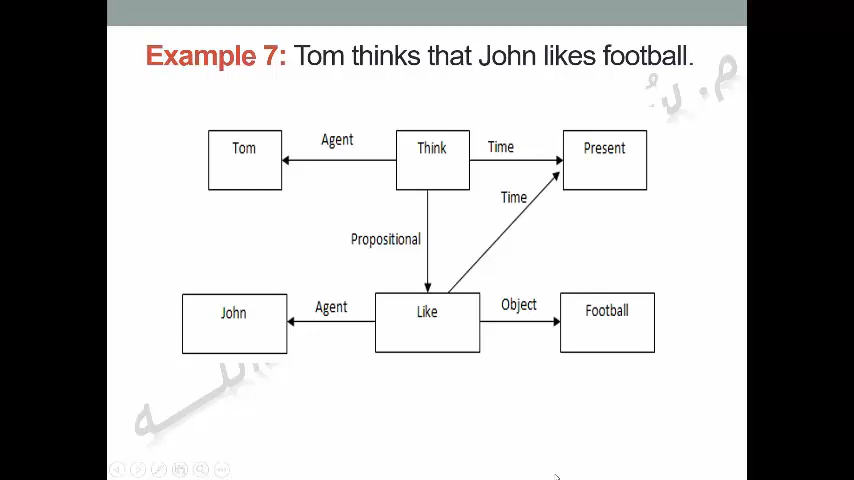 Example 7: Tom thinks that John likes football.
Tom
Agent
Think
Time
Present
Time
Propositional
John
Agent
Like
Object
Football